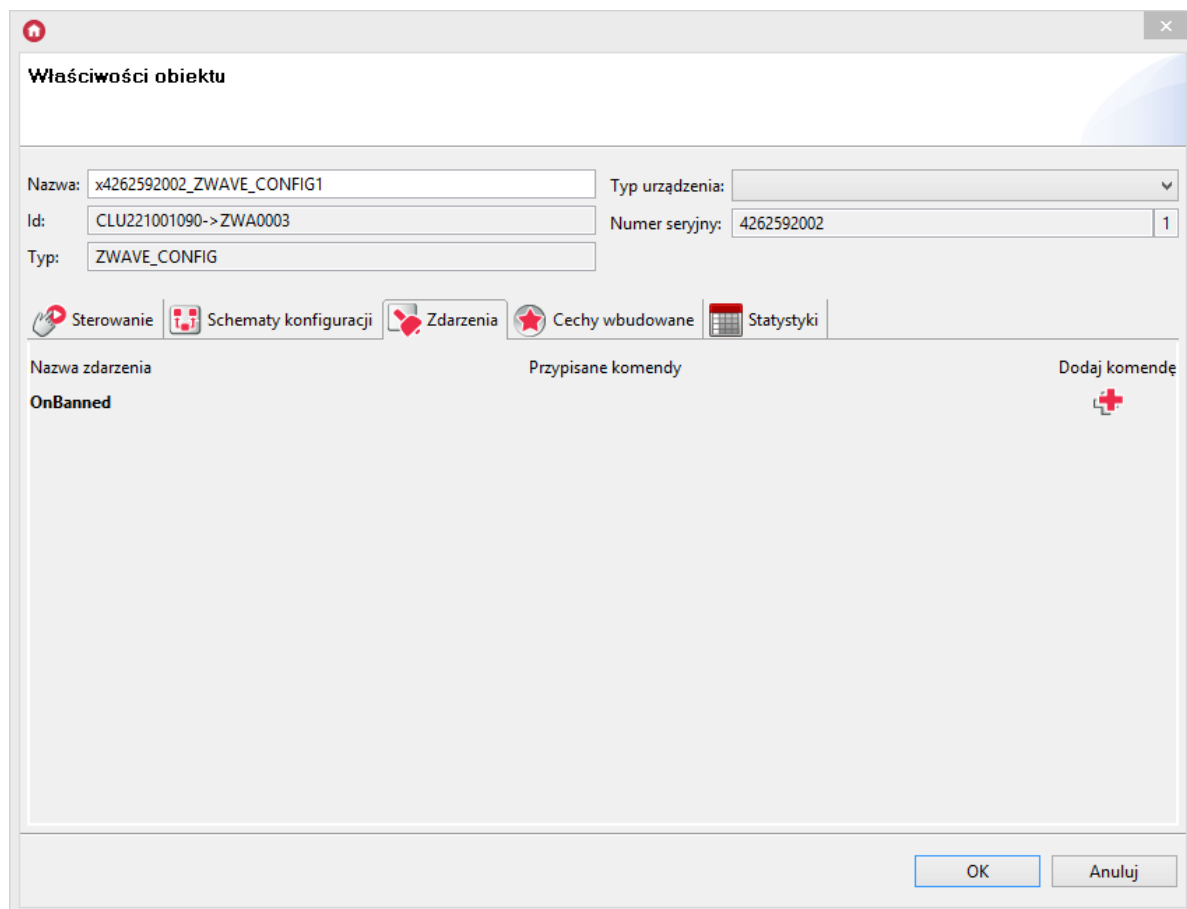 Właściwości obiektu
Nazwa: x4262592002_ZWAVE_CONFIG1 Typ urządzenia:
Id: CLU221001090->ZWA0003 Numer seryjny: 4262592002 1
Typ: ZWAVE_CONFIG
Sterowanie Schematy konfiguracji Zdarzenia Cechy wbudowane Statystyki
Nazwa zdarzenia Przypisane komendy Dodaj komendę
OnBanned
OK Anuluj